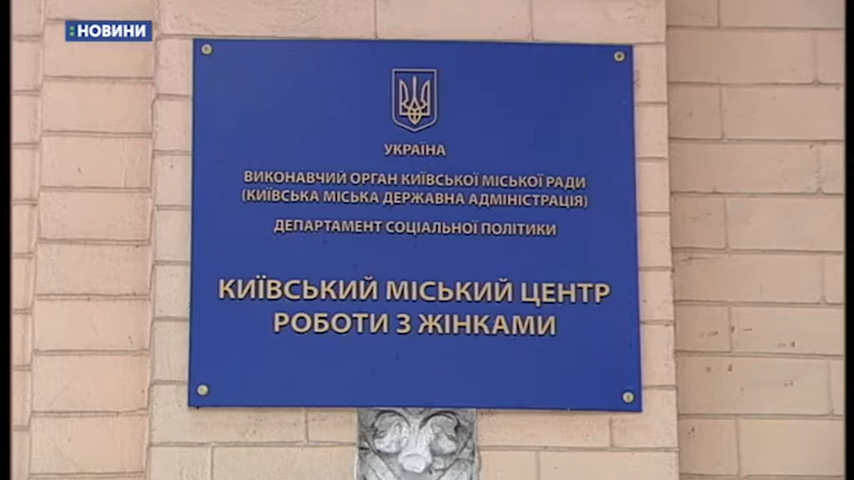 НОВИНИ
УКРАЇНА
ВИКОНАВЧИЙ ОРГАН КИЇВСЬКОЇ МІСЬКОЇ РАДИ
(КИЇВСЬКА МІСЬКА ДЕРЖАВНА АДМІНІСТРАЦІЯ)
ДЕПАРТАМЕНТ СОЦІАЛЬНОЇ ПОЛІТИКИ
КИЇВСЬКИЙ МІСЬКИЙ ЦЕНТР
РОБОТИ З ЖІНКАМИ